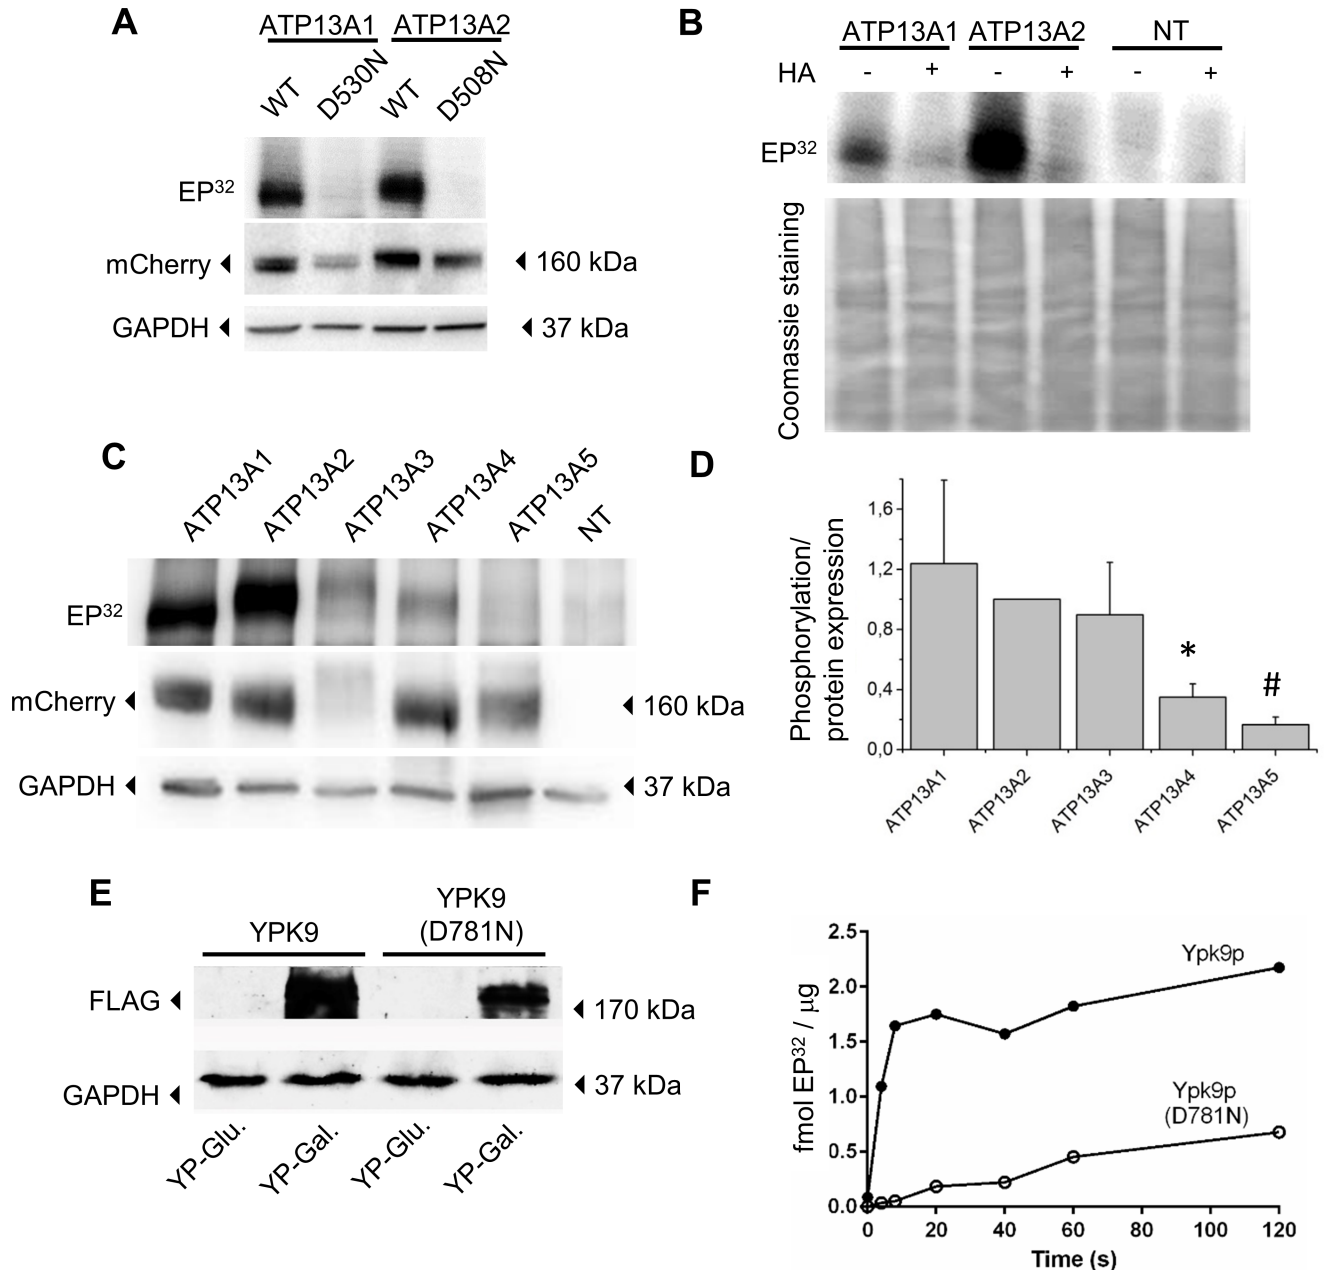 A
ATP13A1 ATP13A2
WT D530N WT D508N
EP32
mCherry 160 kDa
GAPDH 37 kDa
B
ATP13A1 ATP13A2 NT
HA - + - + - +
EP32
Coomassie staining
C
ATP13A1 ATP13A2 ATP13A3 ATP13A4 ATP13A5 NT
EP32
mCherry 160 kDa
GAPDH 37 kDa
D
Phosphorylation/
protein expression
1,6
1,2
0,8
0,4
0,0
*
#
ATP13A1 ATP13A2 ATP13A3 ATP13A4 ATP13A5
E
YPK9
YPK9
(D781N)
FLAG 170 kDa
GAPDH 37 kDa
YP-Glu. YP-Gal. YP-Glu. YP-Gal.
F
fmol EP32 / µg
2.5
2.0
1.5
1.0
0.5
0.0
Ypk9p
Ypk9p
(D781N)
0 20 40 60 80 100 120
Time (s)